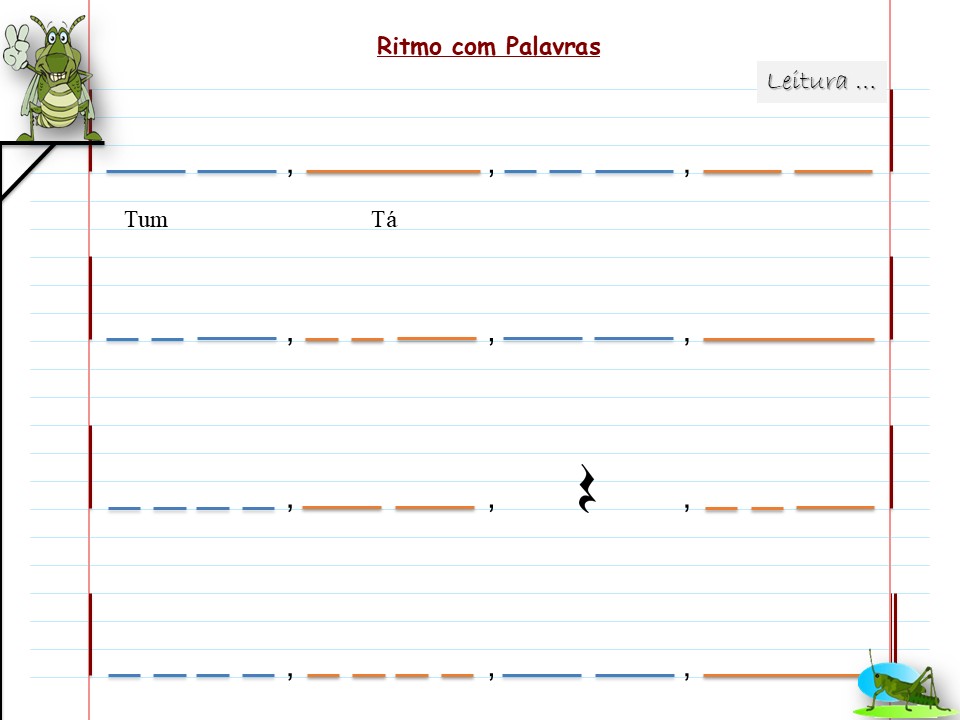 Ritmo com Palavras
Leitura ...
, , ,
Tum Tá
, , ,
, , ,
, , ,